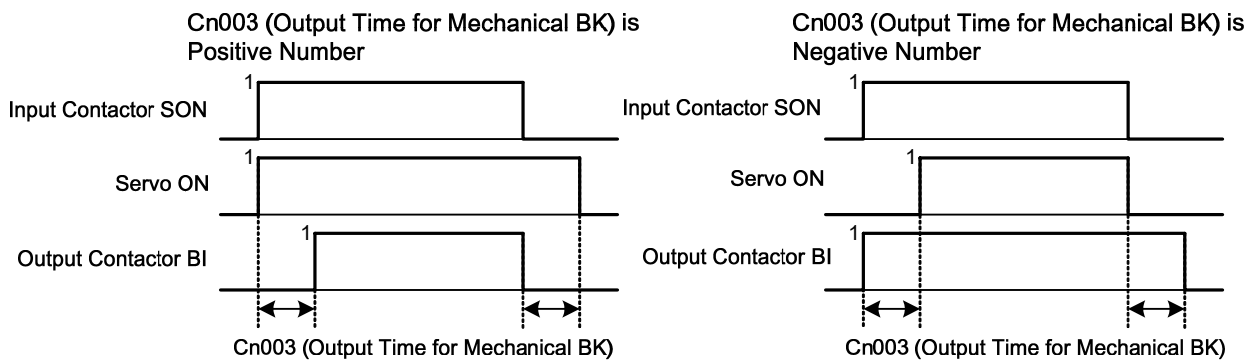 Cn003 (Output Time for Mechanical BK) is
Positive Number
1
Input Contactor SON
1
Servo ON
1
Output Contactor BI
Cn003 (Output Time for Mechanical BK)
Cn003 (Output Time for Mechanical BK) is
Negative Number
1
Input Contactor SON
1
Servo ON
1
Output Contactor BI
Cn003 (Output Time for Mechanical BK)